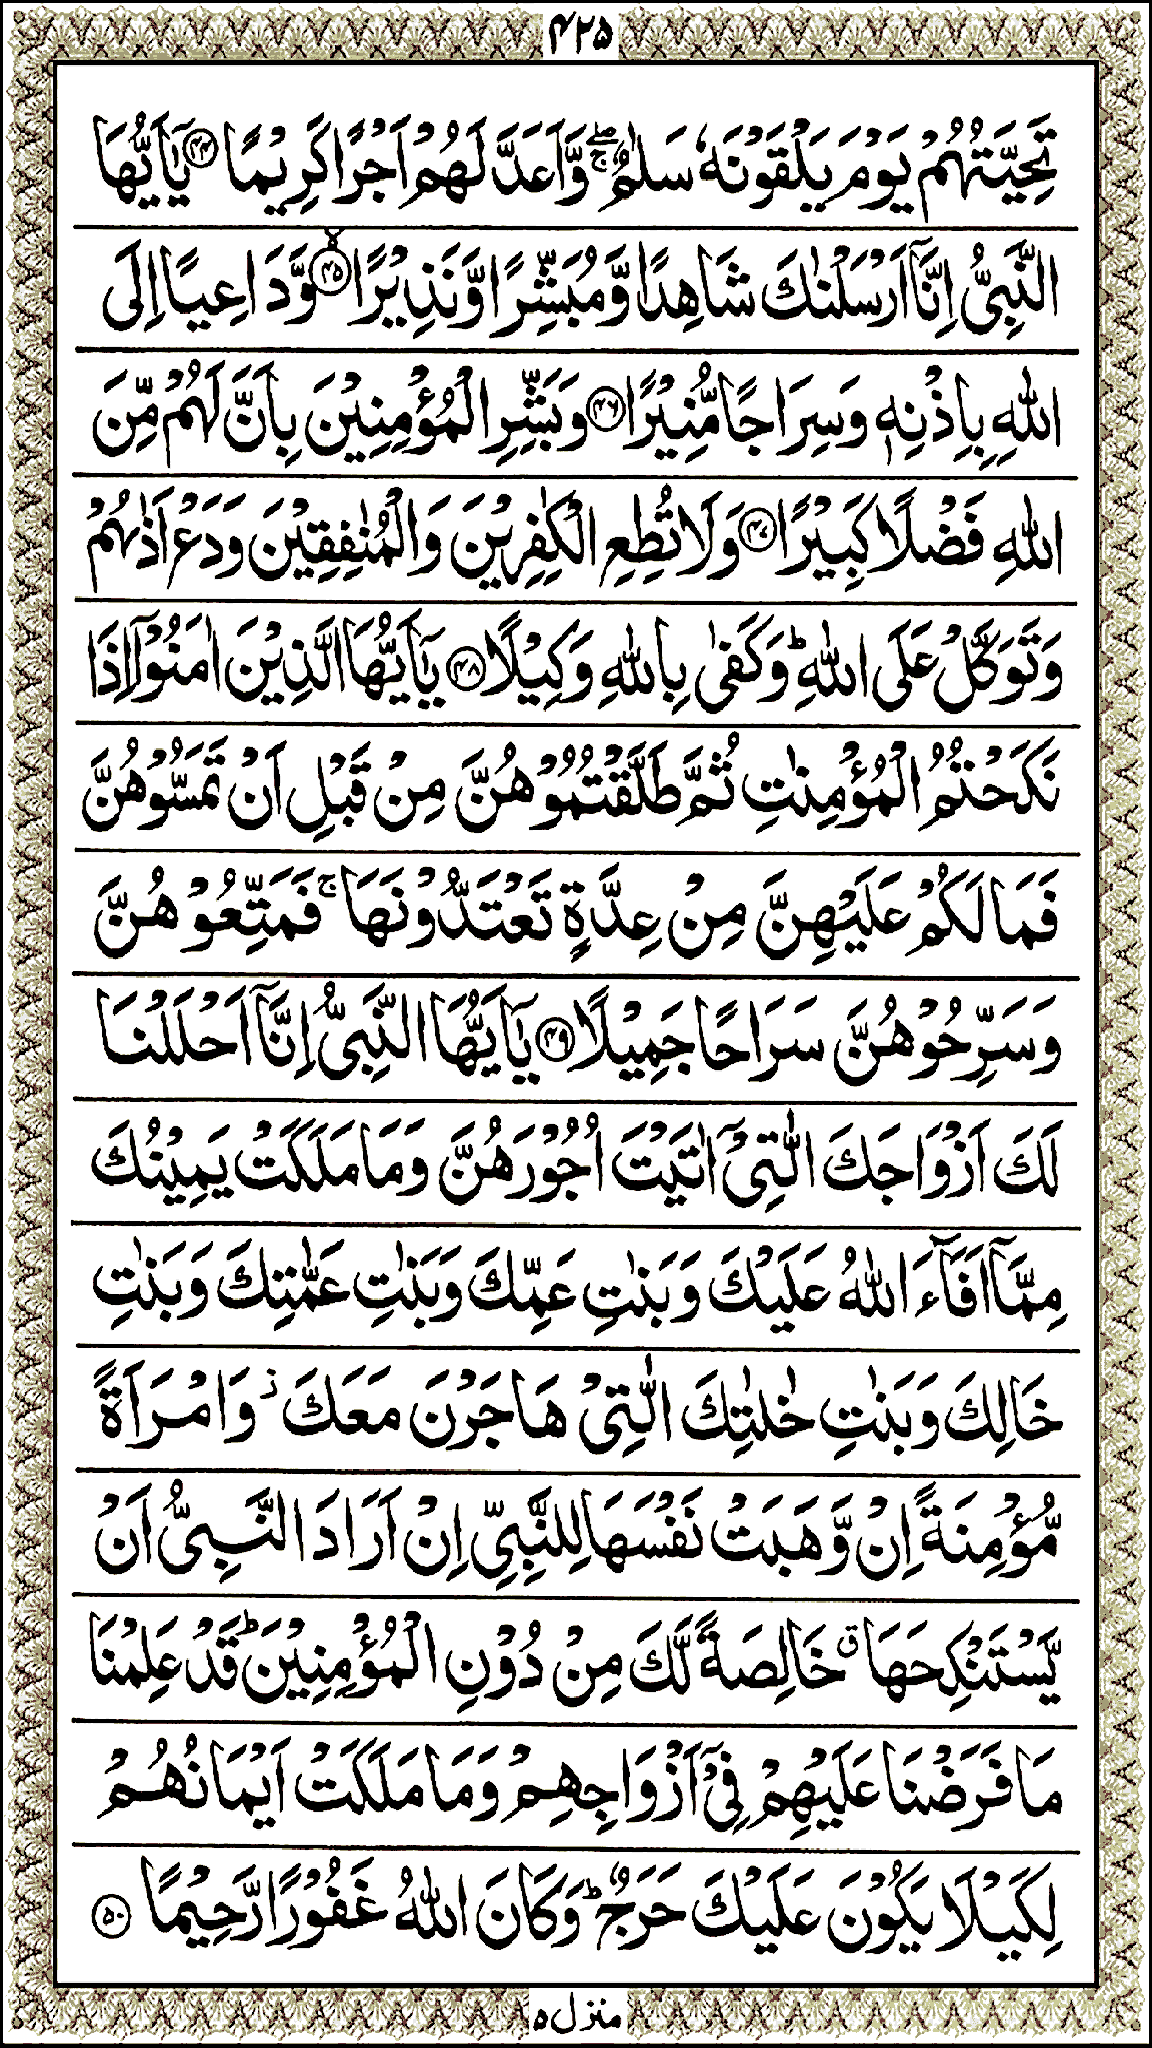 ۴۲۵
تَحِيَّتُهُمْ يَوْمَ يَلْقَوْنَهٗ سَلٰمٌ ۖۚ وَّاَعَدَّ لَهُمْ اَجْرًا كَرِيْمًا ﴿۴۴﴾ يٰۤاَيُّهَا
النَّبِىُّ اِنَّاۤ اَرْسَلْنٰكَ شَاهِدًا وَّمُبَشِّرًا وَّنَذِيْرًا ﴿۴۵﴾ۙ وَّدَاعِيًا اِلَى
اللّٰهِ بِاِذْنِهٖ وَسِرَاجًا مُّنِيْرًا ﴿۴۶﴾ وَبَشِّرِ الْمُؤْمِنِيْنَ بِاَنَّ لَهُمْ مِّنَ
اللّٰهِ فَضْلًا كَبِيْرًا ﴿۴۷﴾ وَلَا تُطِعِ الْكٰفِرِيْنَ وَالْمُنٰفِقِيْنَ وَدَعْ اَذٰىهُمْ
وَتَوَكَّلْ عَلَى اللّٰهِ ؕ وَكَفٰى بِاللّٰهِ وَكِيْلًا ﴿۴۸﴾ يٰۤاَيُّهَا الَّذِيْنَ اٰمَنُوْۤا اِذَا
نَكَحْتُمُ الْمُؤْمِنٰتِ ثُمَّ طَلَّقْتُمُوْهُنَّ مِنْ قَبْلِ اَنْ تَمَسُّوْهُنَّ
فَمَا لَكُمْ عَلَيْهِنَّ مِنْ عِدَّةٍ تَعْتَدُّوْنَهَا ۚ فَمَتِّعُوْهُنَّ
وَسَرِّحُوْهُنَّ سَرَاحًا جَمِيْلًا ﴿۴۹﴾ يٰۤاَيُّهَا النَّبِىُّ اِنَّاۤ اَحْلَلْنَا
لَكَ اَزْوَاجَكَ الّٰتِىْۤ اٰتَيْتَ اُجُوْرَهُنَّ وَمَا مَلَكَتْ يَمِيْنُكَ
مِمَّاۤ اَفَآءَ اللّٰهُ عَلَيْكَ وَبَنٰتِ عَمِّكَ وَبَنٰتِ عَمّٰتِكَ وَبَنٰتِ
خَالِكَ وَبَنٰتِ خٰلٰتِكَ الّٰتِىْ هَاجَرْنَ مَعَكَ ۫ وَامْرَاَةً
مُّؤْمِنَةً اِنْ وَّهَبَتْ نَفْسَهَا لِلنَّبِىِّ اِنْ اَرَادَ النَّبِىُّ اَنْ
يَّسْتَنْكِحَهَا ۗ خَالِصَةً لَّكَ مِنْ دُوْنِ الْمُؤْمِنِيْنَ ؕ قَدْ عَلِمْنَا
مَا فَرَضْنَا عَلَيْهِمْ فِىْۤ اَزْوَاجِهِمْ وَمَا مَلَكَتْ اَيْمَانُهُمْ
لِكَيْلَا يَكُوْنَ عَلَيْكَ حَرَجٌ ؕ وَكَانَ اللّٰهُ غَفُوْرًا رَّحِيْمًا ﴿۵۰﴾
منزل ۵